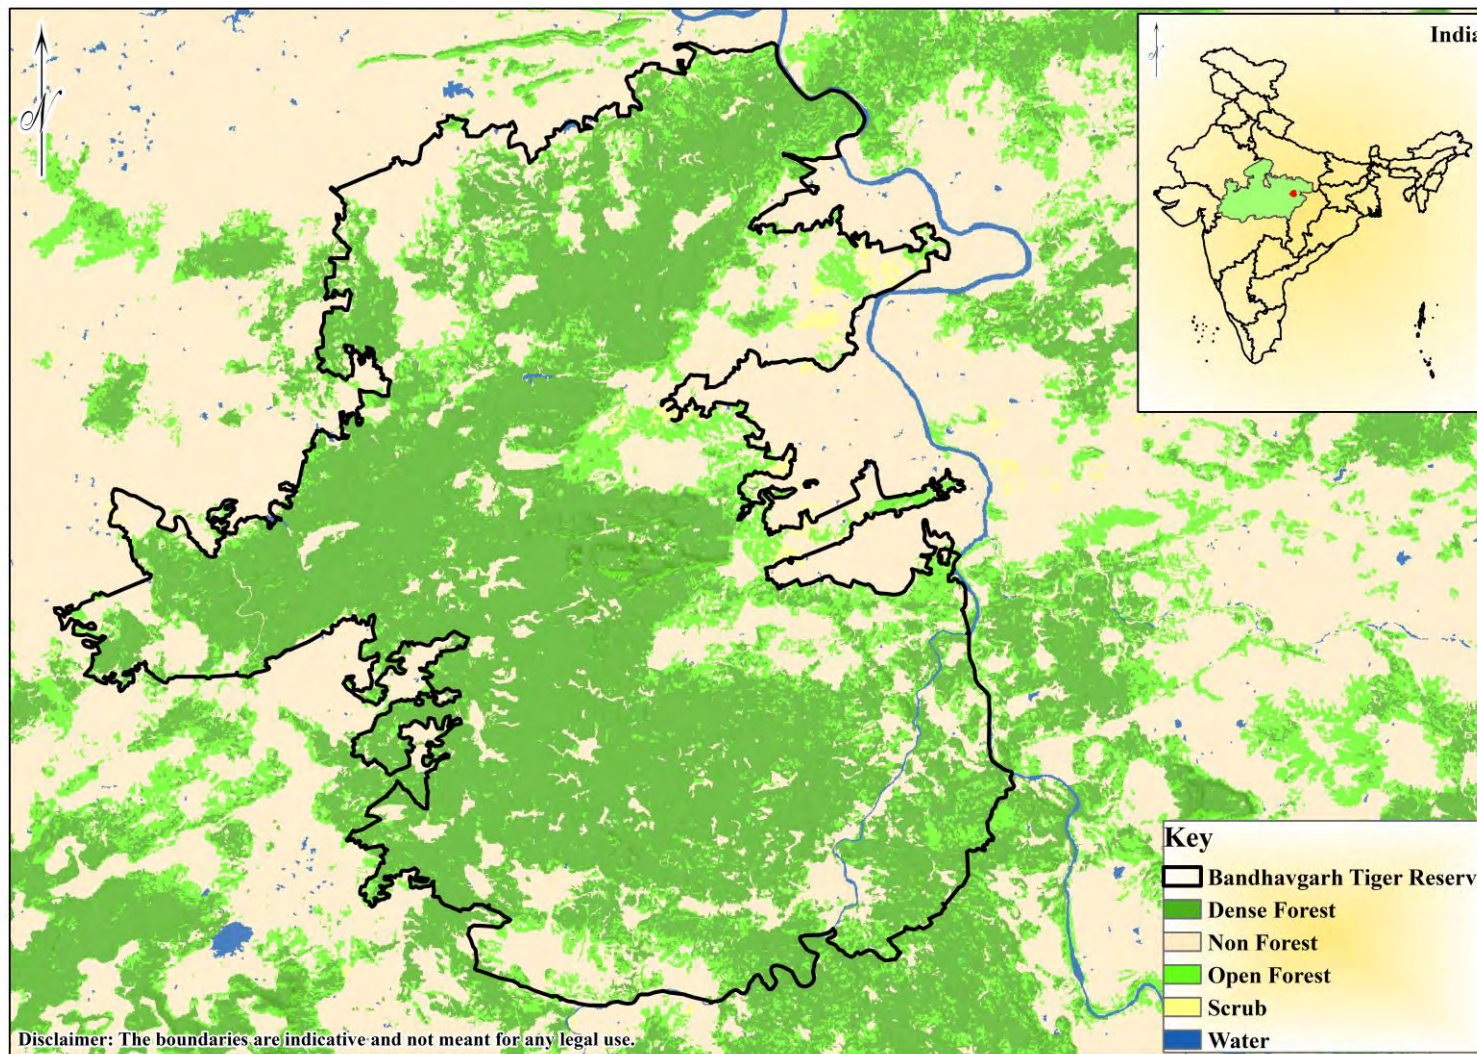 India
Key
Bandhavgarh Tiger Reserv
Dense Forest
Non Forest
Open Forest
Scrub
Water
Disclaimer: The boundaries are indicative and not meant for any legal use.